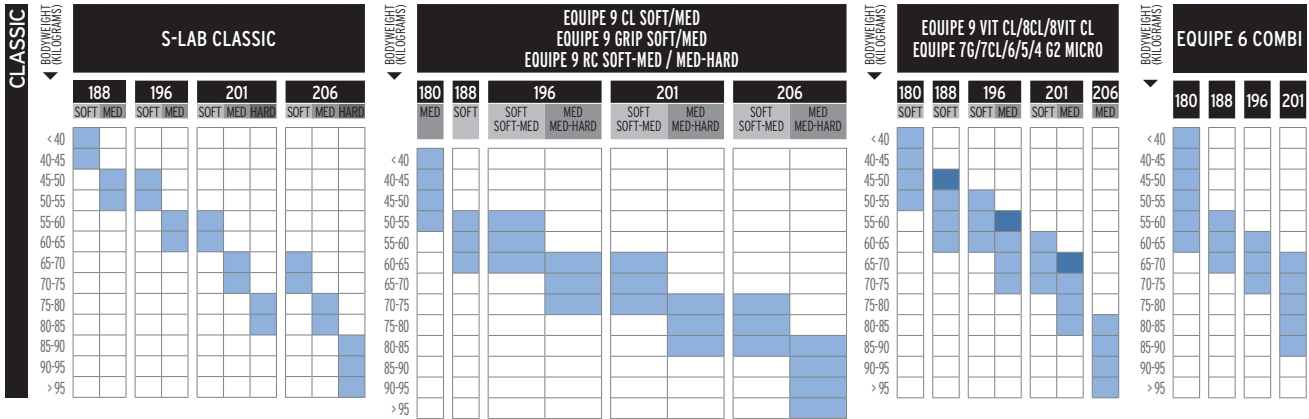 CLASSIC
BODYWEIGHT
(KILOGRAMS)
S-LAB CLASSIC
188 196 201 206
SOFT MED SOFT MED SOFT MED HARD SOFT MED HARD
< 40
40-45
45-50
50-55
55-60
60-65
65-70
70-75
75-80
80-85
85-90
90-95
> 95
BODYWEIGHT
(KILOGRAMS)
EQUIPE 9 CL SOFT/MED
EQUIPE 9 GRIP SOFT/MED
EQUIPE 9 RC SOFT-MED / MED-HARD
180 188 196 201 206
MED SOFT SOFT MED SOFT MED SOFT MED
SOFT-MED MED-HARD SOFT-MED MED-HARD SOFT-MED MED-HARD
< 40
40-45
45-50
50-55
55-60
60-65
65-70
70-75
75-80
80-85
85-90
90-95
> 95
BODYWEIGHT
(KILOGRAMS)
EQUIPE 9 VIT CL/8CL/8VIT CL
EQUIPE 7G/7CL/6/5/4 G2 MICRO
180 188 196 201 206
SOFT SOFT SOFT MED SOFT MED MED
< 40
40-45
45-50
50-55
55-60
60-65
65-70
70-75
75-80
80-85
85-90
90-95
> 95
BODYWEIGHT
(KILOGRAMS)
EQUIPE 6 COMBI
180 188 196 201
< 40
40-45
45-50
50-55
55-60
60-65
65-70
70-75
75-80
80-85
85-90
90-95
> 95